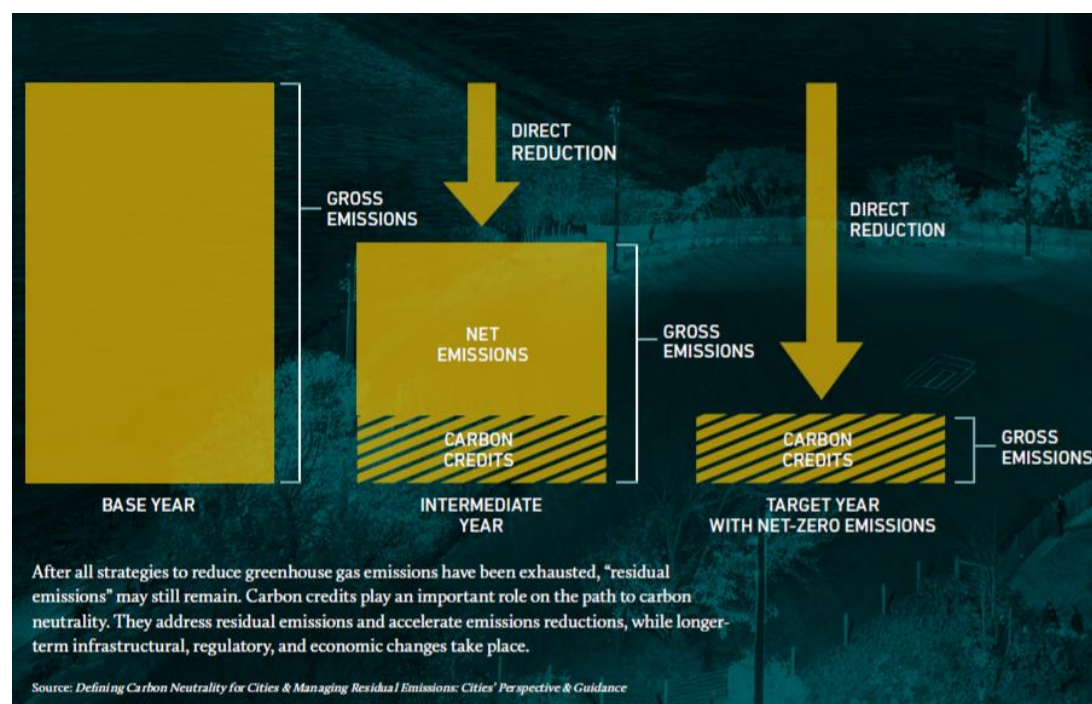 DIRECT
REDUCTION
GROSS
EMISSIONS
DIRECT
REDUCTION
NET
EMISSIONS
GROSS
EMISSIONS
CARBON
CREDITS
CARBON
CREDITS
GROSS
EMISSIONS
BASE YEAR
INTERMEDIATE
YEAR
TARGET YEAR
WITH NET-ZERO EMISSIONS
After all strategies to reduce greenhouse gas emissions have been exhausted, “residual
emissions” may still remain. Carbon credits play an important role on the path to carbon
neutrality. They address residual emissions and accelerate emissions reductions, while longer-
term infrastructural, regulatory, and economic changes take place.
Source: Defining Carbon Neutrality for Cities & Managing Residual Emissions: Cities’ Perspective & Guidance